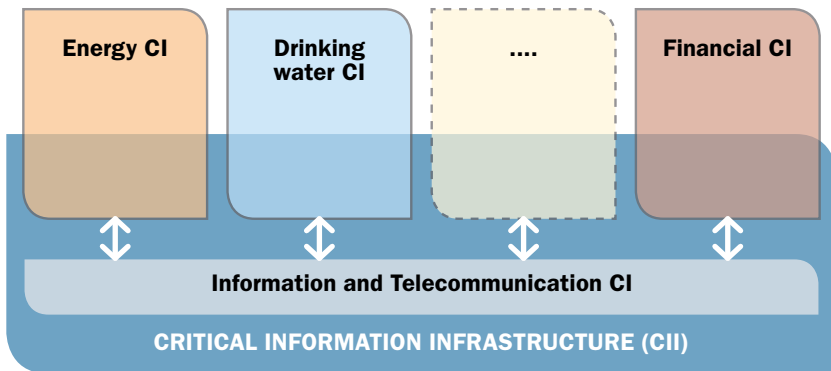 Energy CI
Drinking
water CI
....
Financial CI
Information and Telecommunication CI
CRITICAL INFORMATION INFRASTRUCTURE (CII)